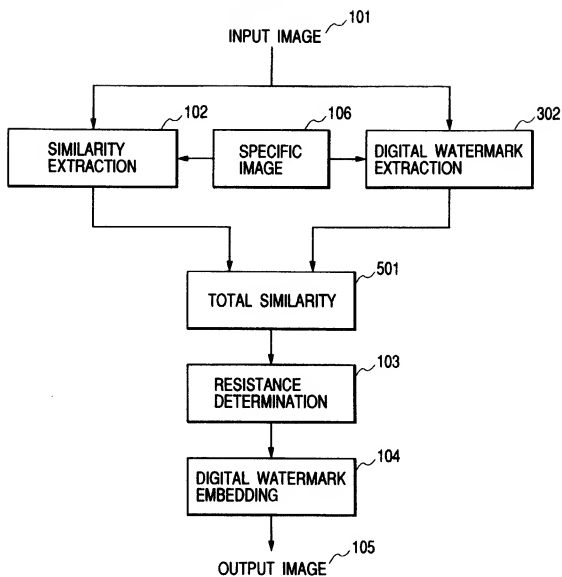 INPUT IMAGE 101
102
SIMILARITY
EXTRACTION
106
SPECIFIC
IMAGE
302
DIGITAL WATERMARK
EXTRACTION
501
TOTAL SIMILARITY
103
RESISTANCE
DETERMINATION
104
DIGITAL WATERMARK
EMBEDDING
OUTPUT IMAGE 105